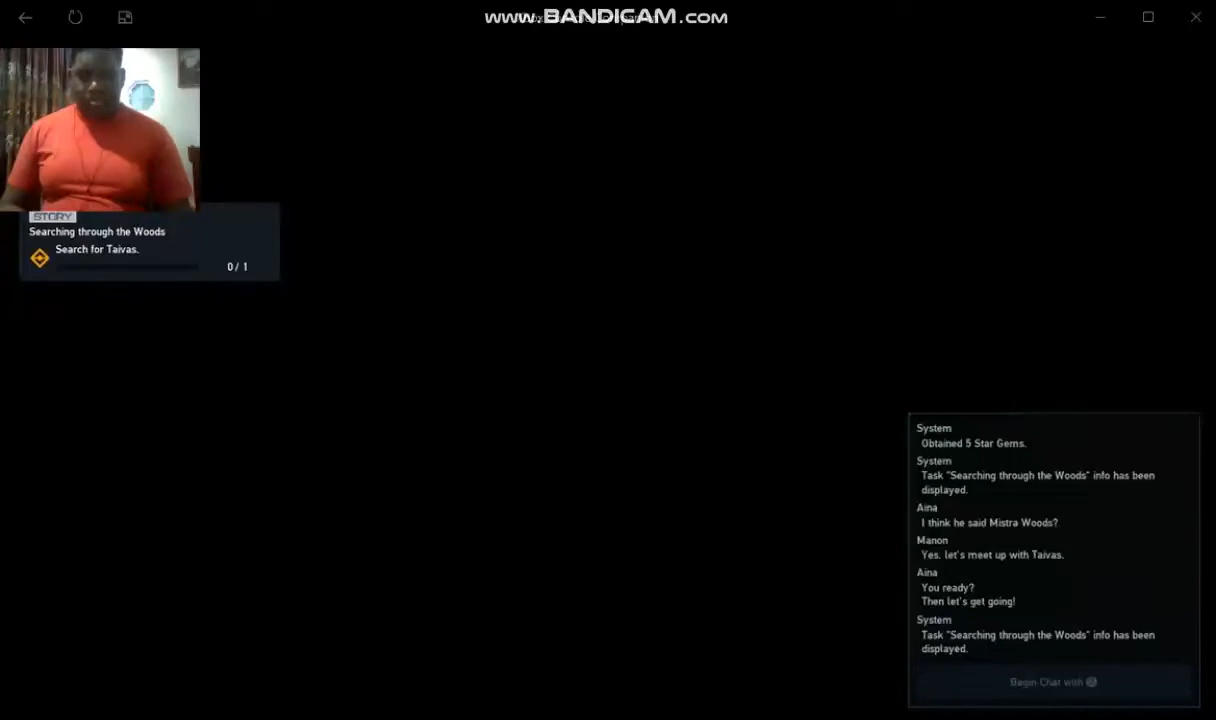 www.BANDICAM.com
STORY
Searching through the Woods
Search for Taivas.
0 / 1
System
Obtained 5 Star Gems.
System
Task "Searching through the Woods" info has been
displayed.
Aina
I think he said Mistra Woods?
Manon
Yes, let's meet up with Taivas.
Aina
You ready?
Then let's get going!
System
Task "Searching through the Woods" info has been
displayed.
Begin Chat with